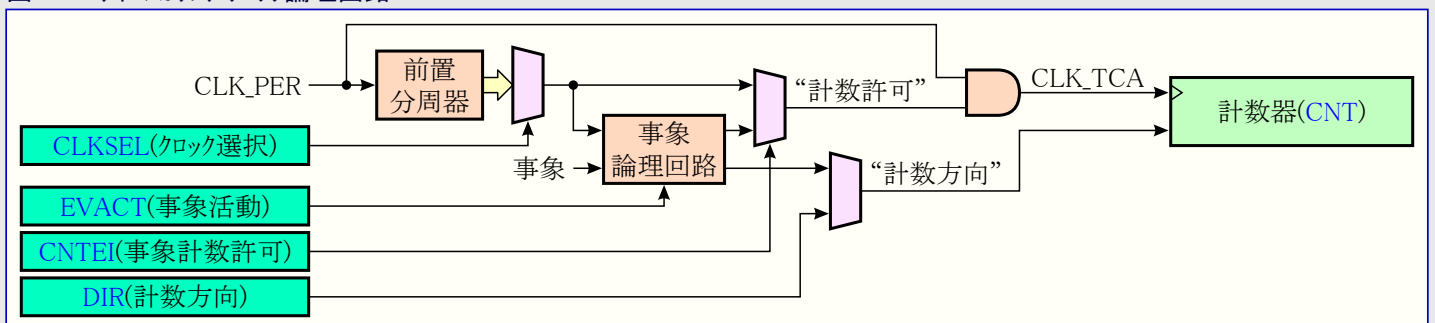 CLK_PER
前置
分周器
"計数許可"
CLK_TCA
計数器(CNT)
CLKSEL(クロック選択)
事象
論理回路
事象
"計数方向"
EVACT(事象活動)
CNTEI(事象計数許可)
DIR(計数方向)